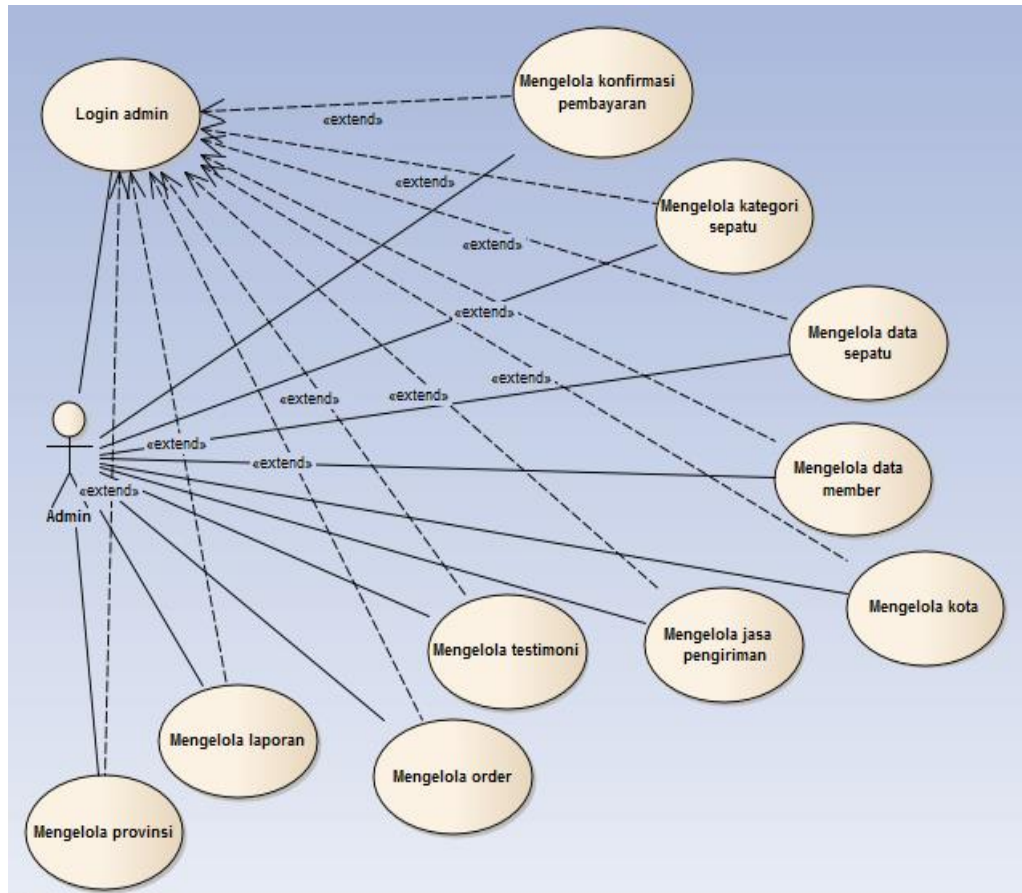 Mengelola konfirmasi
pembayaran
Login admin
«extend»
«extend»
Mengelola kategori
sepatu
«extend»
«extend»
Mengelola data
sepatu
«extend»
«extend»
«extend»
«extend»
«extend»
Mengelola data
member
«extend»
Admin
Mengelola kota
Mengelola jasa
pengiriman
Mengelola testimoni
Mengelola laporan
Mengelola order
Mengelola provinsi